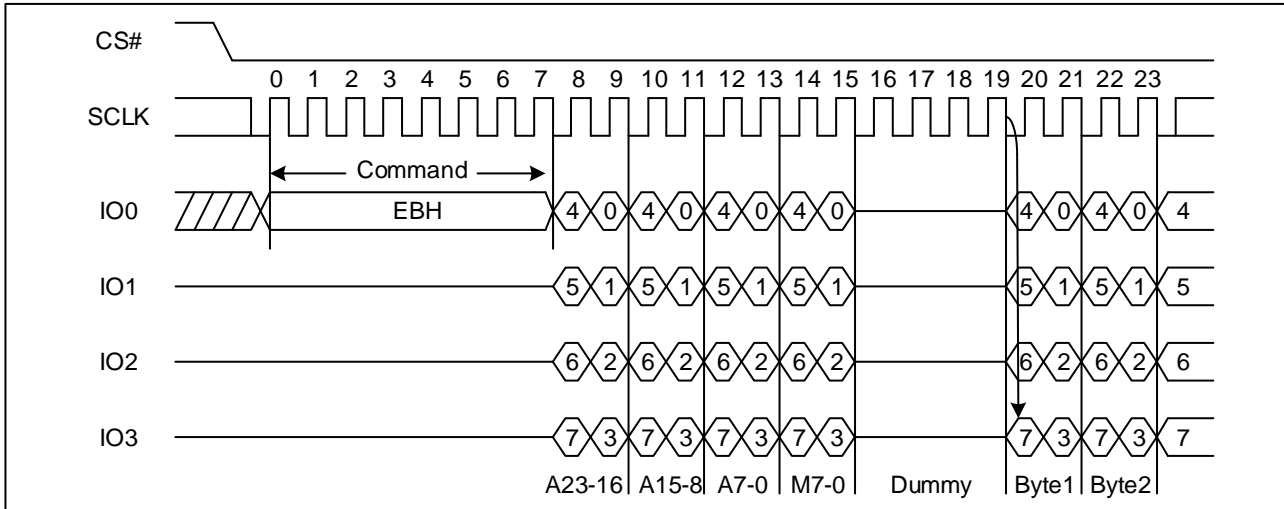 CS#
0 1 2 3 4 5 6 7 8 9 10 11 12 13 14 15 16 17 18 19 20 21 22 23
SCLK
Command
IO0 EBH 4 0 4 0 4 0 4 0 4 0 4 0 4
IO1 5 1 5 1 5 1 5 1 5 1 5 1 5
IO2 6 2 6 2 6 2 6 2 6 2 6 2 6
IO3 7 3 7 3 7 3 7 3 7 3 7 3 7
A23-16 A15-8 A7-0 M7-0 Dummy Byte1 Byte2